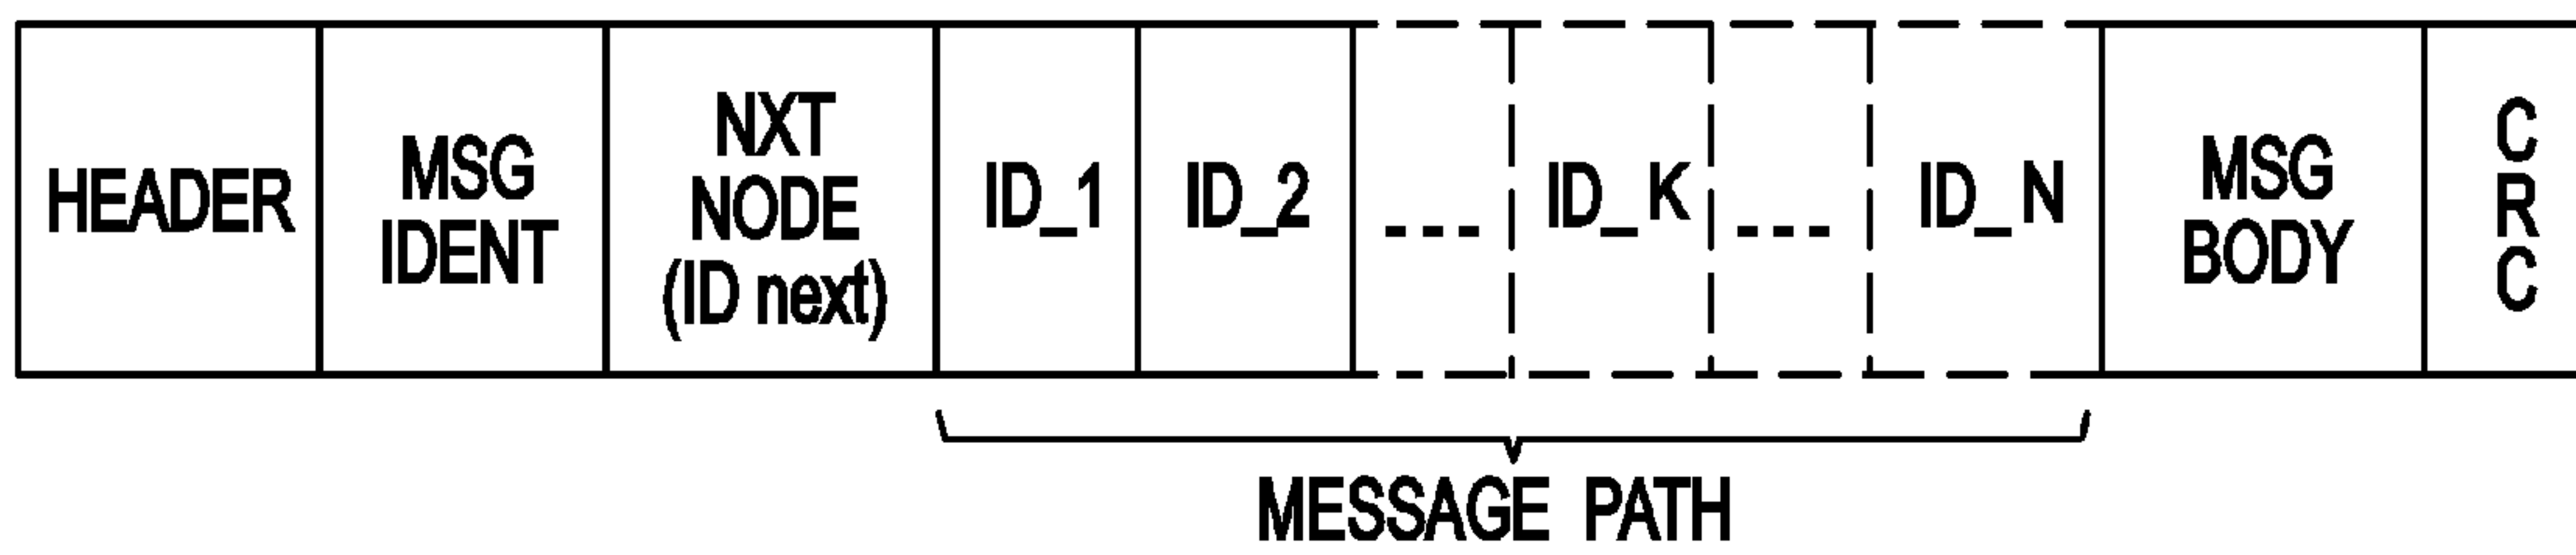 HEADER
MSG
IDENT
NXT
NODE
(ID next)
ID_1
ID_2
---
ID_K
---
ID_N
MSG
BODY
C
R
C
MESSAGE PATH